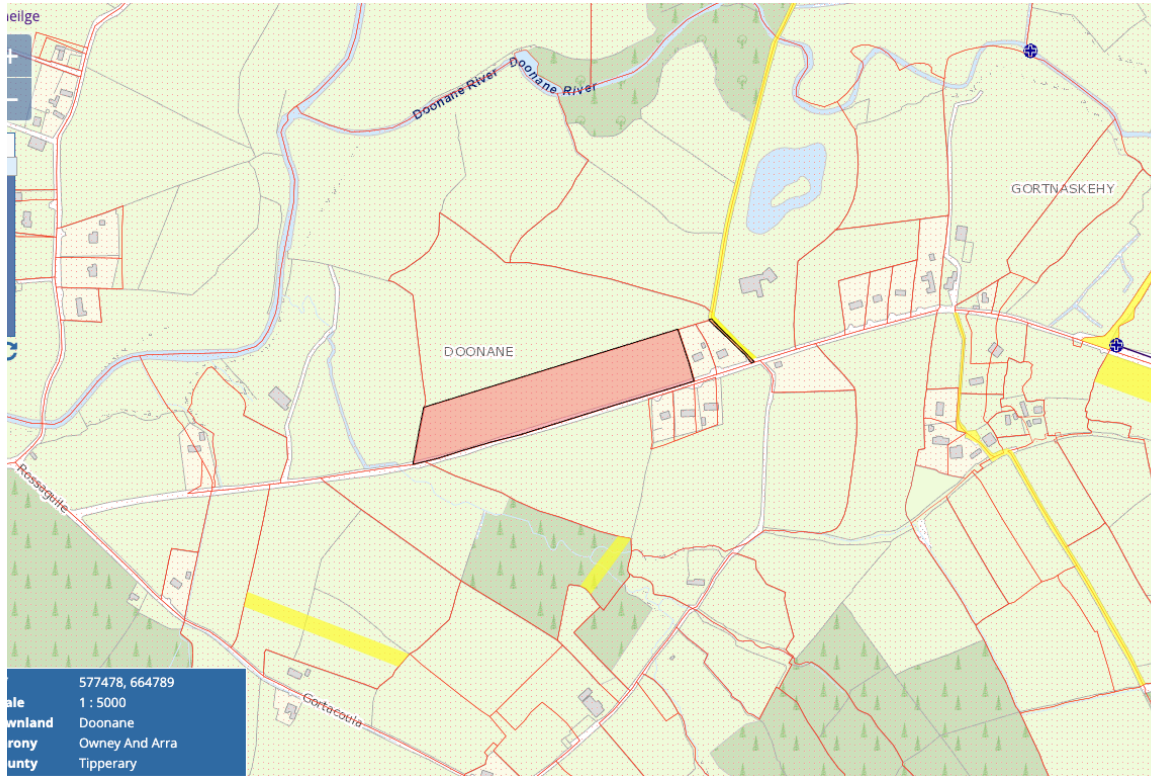 eilge
+
−
Doonane River
Doonane River
GORTNASKEHY
DOONANE
Rossaguile
Gortacoula
577478, 664789
ale 1 : 5000
wnland Doonane
rony Owney And Arra
unty Tipperary